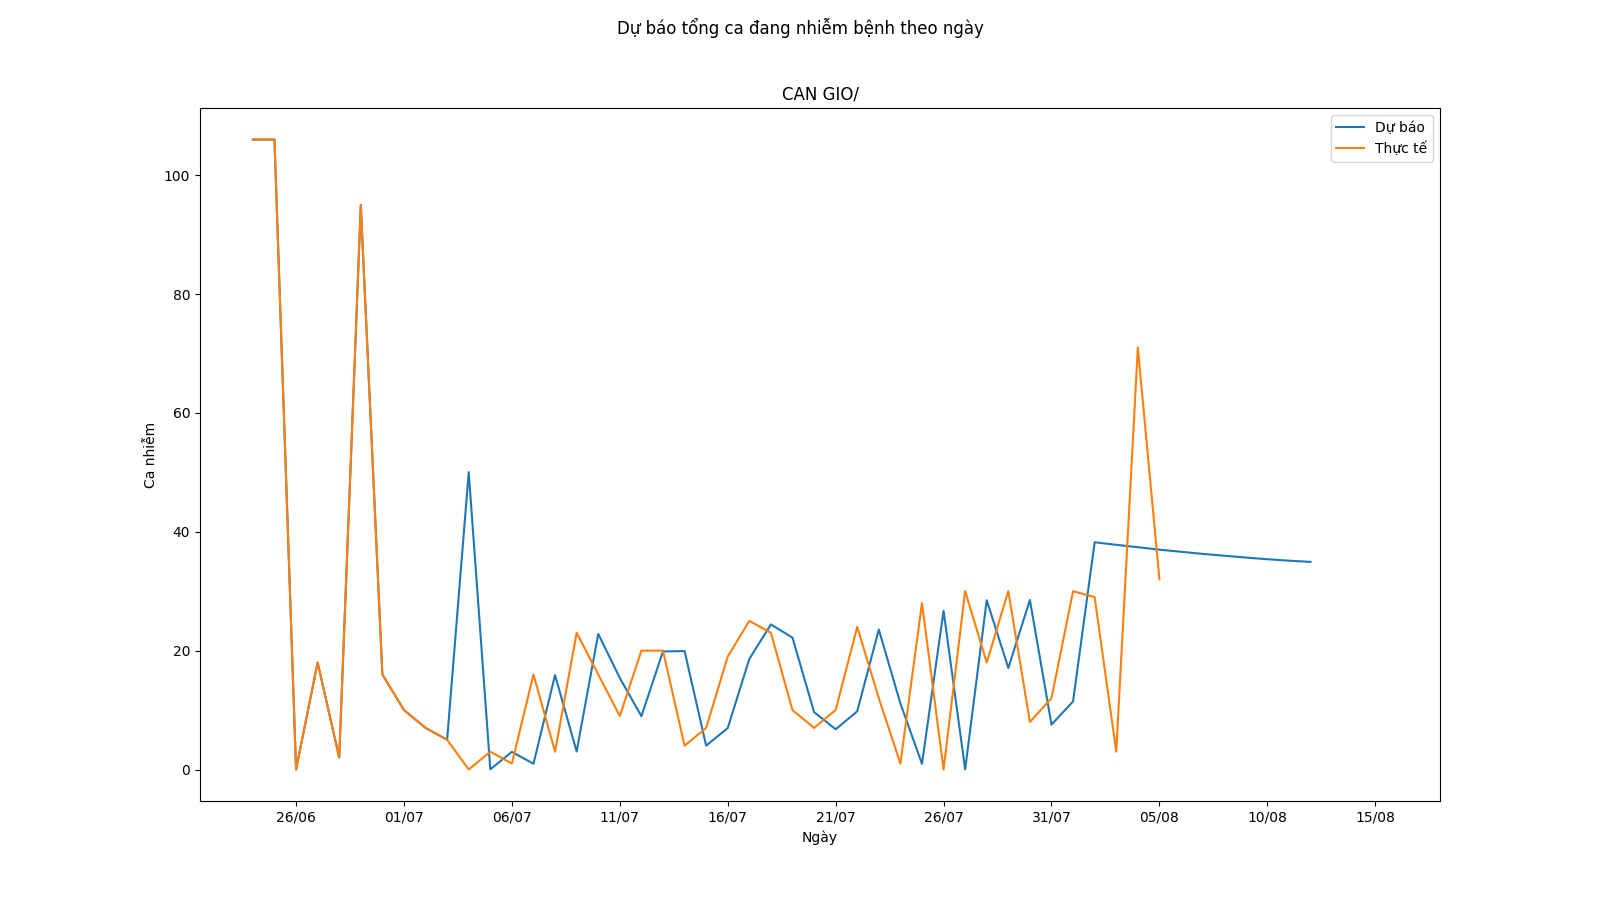 Dự báo tổng ca đang nhiễm bệnh theo ngày
CAN GIO/
Dự báo
Thực tế
100
80
60
40
20
0
Ca nhiễm
26/06 01/07 06/07 11/07 16/07 21/07 26/07 31/07 05/08 10/08 15/08
Ngày